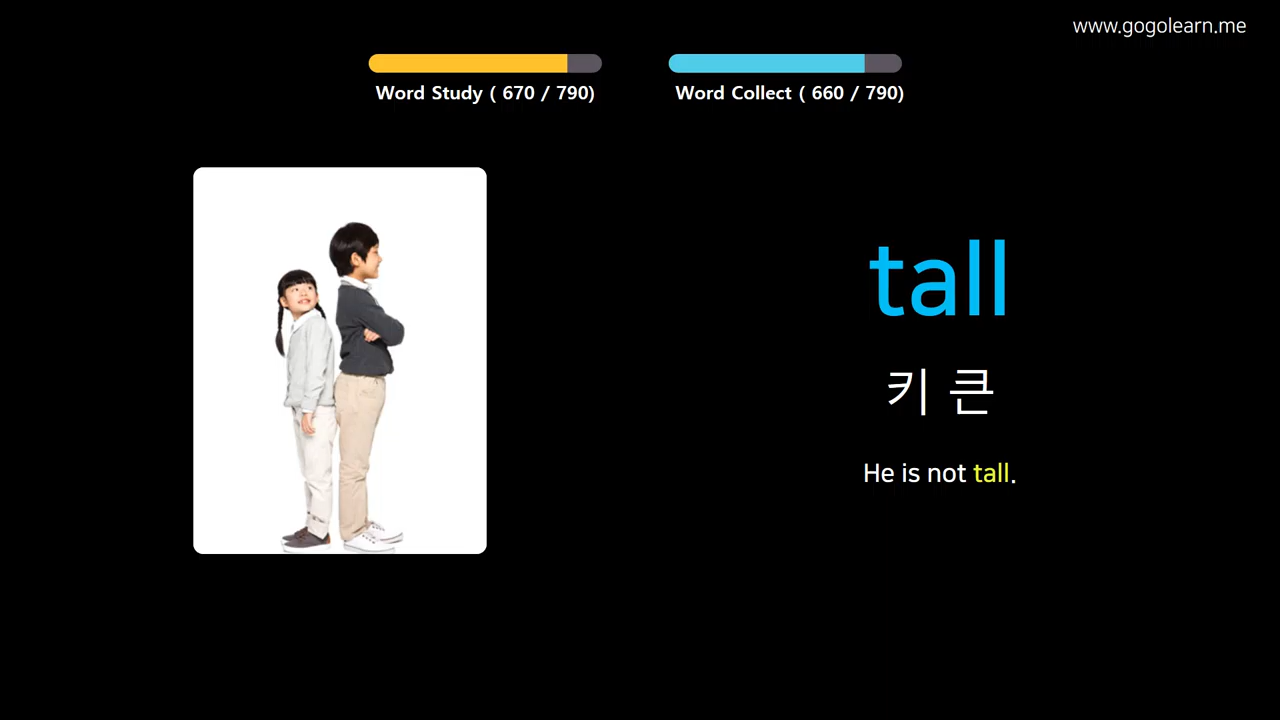 www.gogolearn.me
Word Study ( 670 / 790)
Word Collect ( 660 / 790)
tall
키 큰
He is not tall.